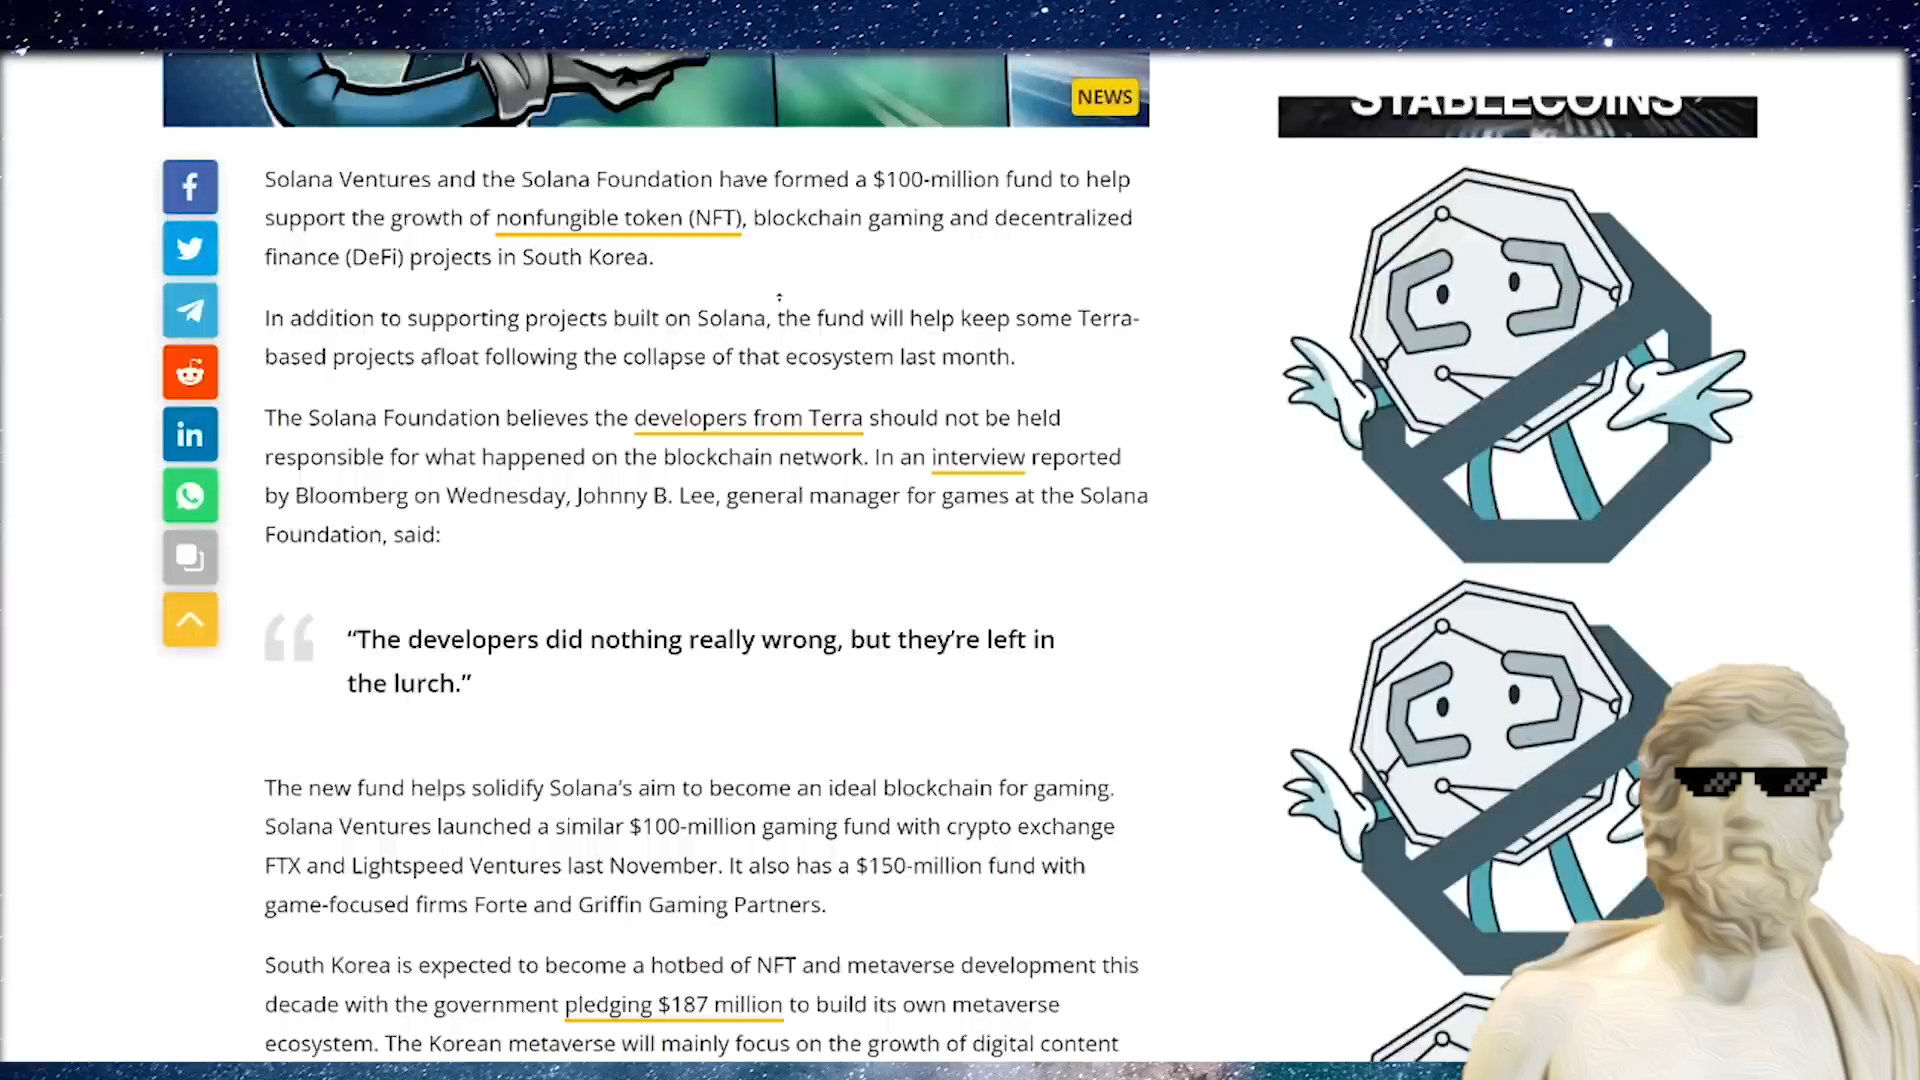 NEWS
STABLECOINS
Solana Ventures and the Solana Foundation have formed a $100-million fund to help
support the growth of nonfungible token (NFT), blockchain gaming and decentralized
finance (DeFi) projects in South Korea.
In addition to supporting projects built on Solana, the fund will help keep some Terra-
based projects afloat following the collapse of that ecosystem last month.
The Solana Foundation believes the developers from Terra should not be held
responsible for what happened on the blockchain network. In an interview reported
by Bloomberg on Wednesday, Johnny B. Lee, general manager for games at the Solana
Foundation, said:
“The developers did nothing really wrong, but they’re left in
the lurch.”
The new fund helps solidify Solana’s aim to become an ideal blockchain for gaming.
Solana Ventures launched a similar $100-million gaming fund with crypto exchange
FTX and Lightspeed Ventures last November. It also has a $150-million fund with
game-focused firms Forte and Griffin Gaming Partners.
South Korea is expected to become a hotbed of NFT and metaverse development this
decade with the government pledging $187 million to build its own metaverse
ecosystem. The Korean metaverse will mainly focus on the growth of digital content